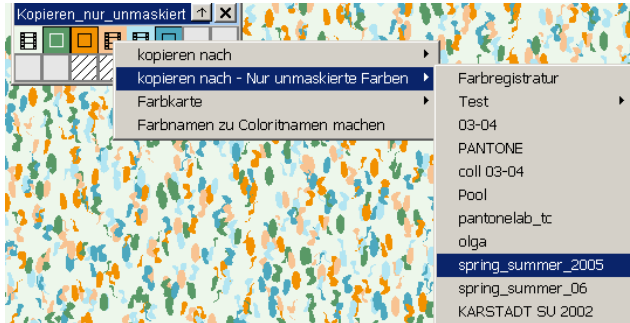 Kopieren_nur_unmaskiert
kopieren nach
kopieren nach - Nur unmaskierte Farben
Farbkarte
Farbnamen zu Coloritnamen machen
Farbregistratur
Test
03-04
PANTONE
coll 03-04
Pool
pantonelab_tc
olga
spring_summer_2005
spring_summer_06
KARSTADT SU 2002